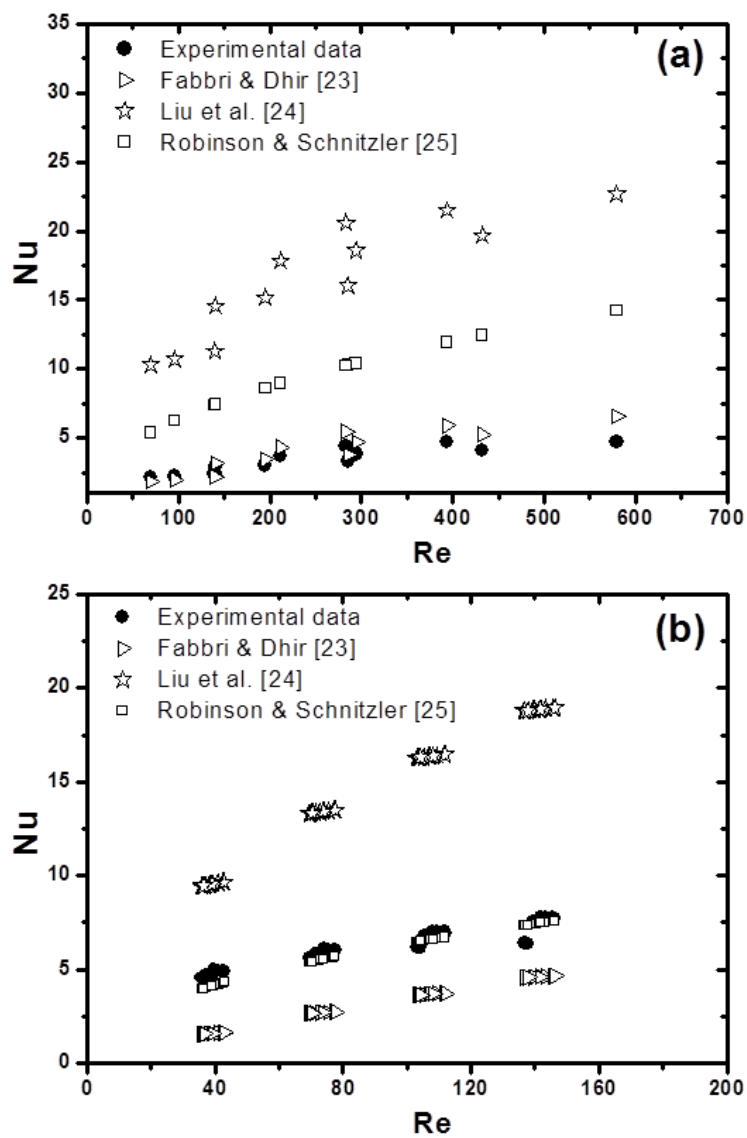 35
30
25
20
15
10
5
Nu
(a)
Experimental data
Fabbri & Dhir [23]
Liu et al. [24]
Robinson & Schnitzler [25]
0 100 200 300 400 500 600 700
Re
25
20
15
10
5
0
Nu
(b)
Experimental data
Fabbri & Dhir [23]
Liu et al. [24]
Robinson & Schnitzler [25]
0 40 80 120 160 200
Re